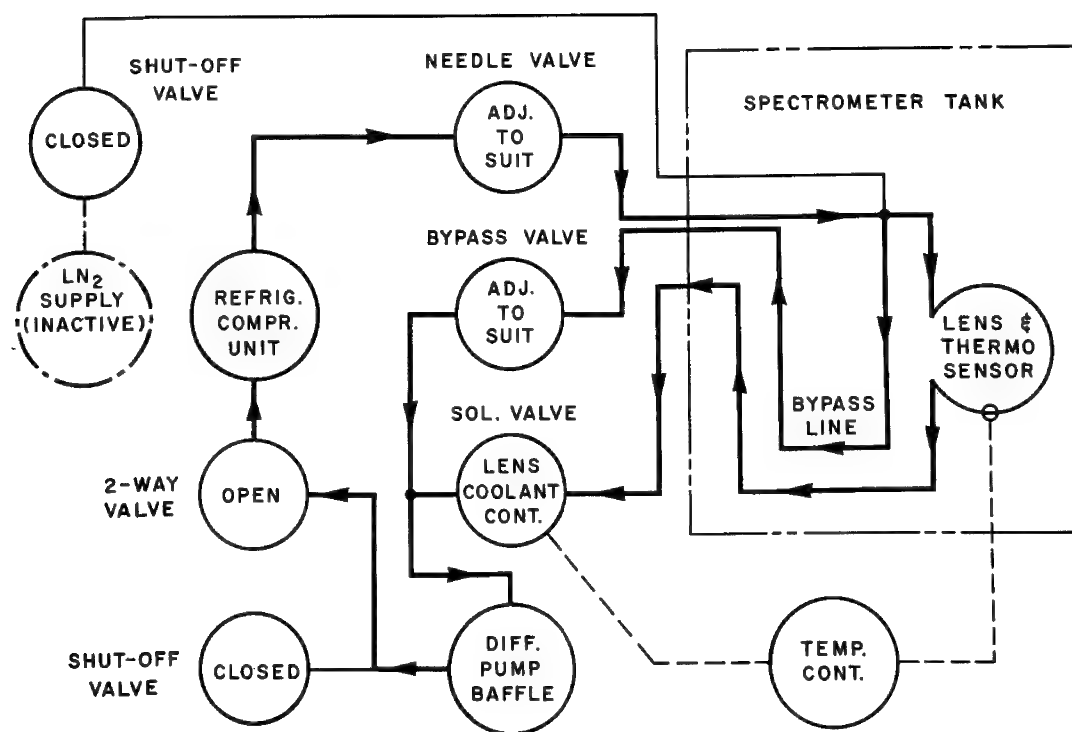 SHUT-OFF
VALVE
CLOSED
LN2
SUPPLY
(INACTIVE)
NEEDLE VALVE
ADJ.
TO
SUIT
SPECTROMETER TANK
REFRIG.
COMPR.
UNIT
BYPASS VALVE
ADJ.
TO
SUIT
LENS &
THERMO
SENSOR
BYPASS
LINE
SOL. VALVE
LENS
COOLANT
CONT.
2-WAY
VALVE
OPEN
SHUT-OFF
VALVE
CLOSED
DIFF.
PUMP
BAFFLE
TEMP.
CONT.